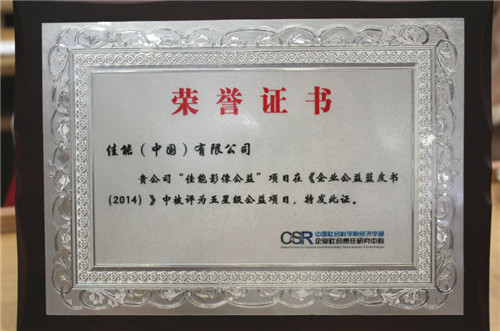 荣誉证书
佳能（中国）有限公司
贵公司“佳能影像公益”项目在《企业公益蓝皮书
（2014）》中被评为五星级公益项目，特发此证。
CSR 中国社会科学院经济学部
企业社会责任研究中心